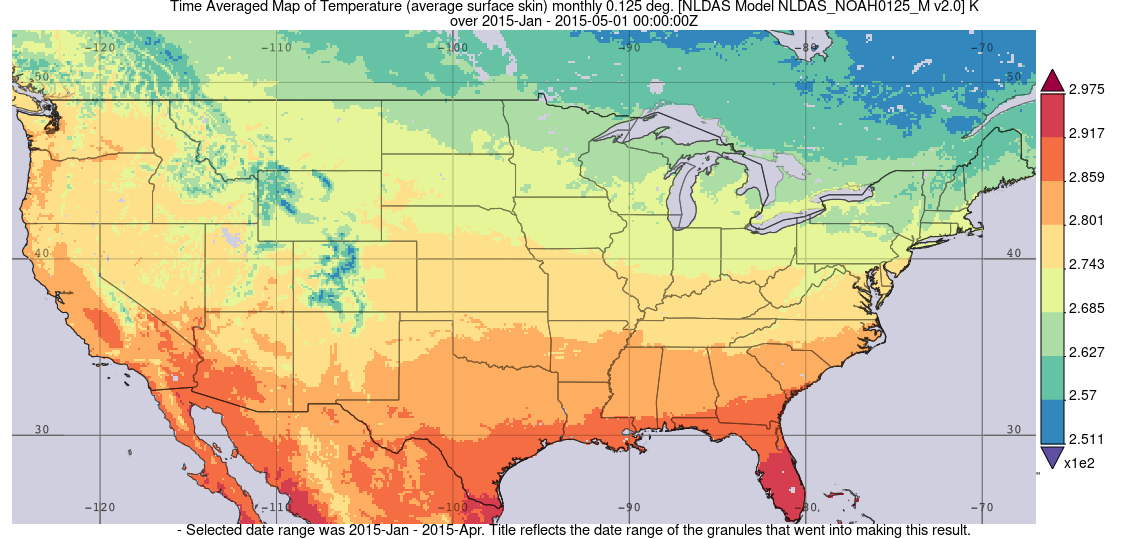 Time Averaged Map of Temperature (average surface skin) monthly 0.125 deg. [NLDAS Model NLDAS_NOAH0125_M v2.0] K
over 2015-Jan - 2015-05-01 00:00:00Z
-120 -110 -100 -90 -80 -70
50 50
2.975
2.917
2.859
2.801
2.743
2.685
2.627
2.57
2.511
x1e2
40 40
30 30
-120 -110 -100 -90 -80 -70
- Selected date range was 2015-Jan - 2015-Apr. Title reflects the date range of the granules that went into making this result.